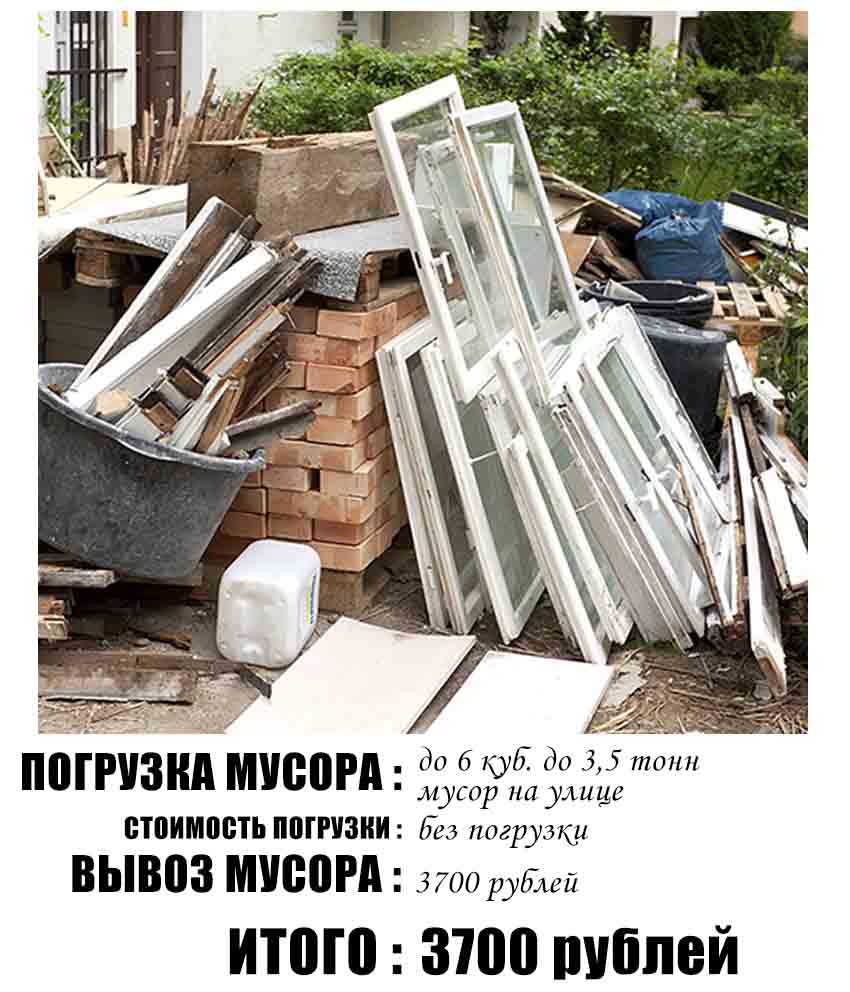 ПОГРУЗКА МУСОРА : до 6 куб. до 3,5 тонн
мусор на улице
СТОИМОСТЬ ПОГРУЗКИ : без погрузки
ВЫВОЗ МУСОРА : 3700 рублей
ИТОГО : 3700 рублей